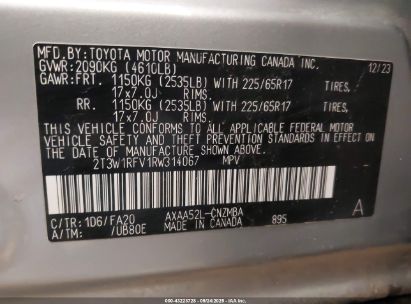 MFD. BY: TOYOTA MOTOR MANUFACTURING CANADA INC.
GVWR: 2090KG (4610LB) 12/23
GAWR: FRT. 1150KG (2535LB) WITH 225/65R17 TIRES,
17x7.0J RIMS.
RR. 1150KG (2535LB) WITH 225/65R17 TIRES,
17x7.0J RIMS.
THIS VEHICLE CONFORMS TO ALL APPLICABLE FEDERAL MOTOR
VEHICLE SAFETY AND THEFT PREVENTION STANDARDS IN EFFECT ON THE
DATE OF MANUFACTURE SHOWN ABOVE.
2T3W1RFV1RW314067 MPV
C/TR: 1D6/FA20 AXAA52L-CNZMBA 895 A
A/TM: /UB80E MADE IN CANADA